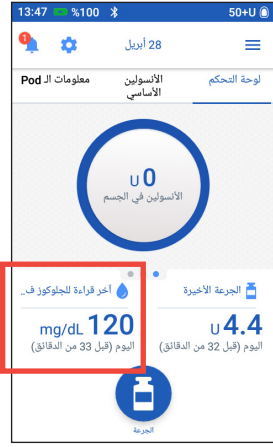 13:47 %100 50+U
1
28 أبريل
لوحة التحكم
الأنسولين الأساسي
معلومات الـ Pod
0 U
الأنسولين في الجسم
الجرعة الأخيرة
4.4 U
اليوم (قبل 32 من الدقائق)
آخر قراءة للجلوكوز ف...
120 mg/dL
اليوم (قبل 33 من الدقائق)
الجرعة